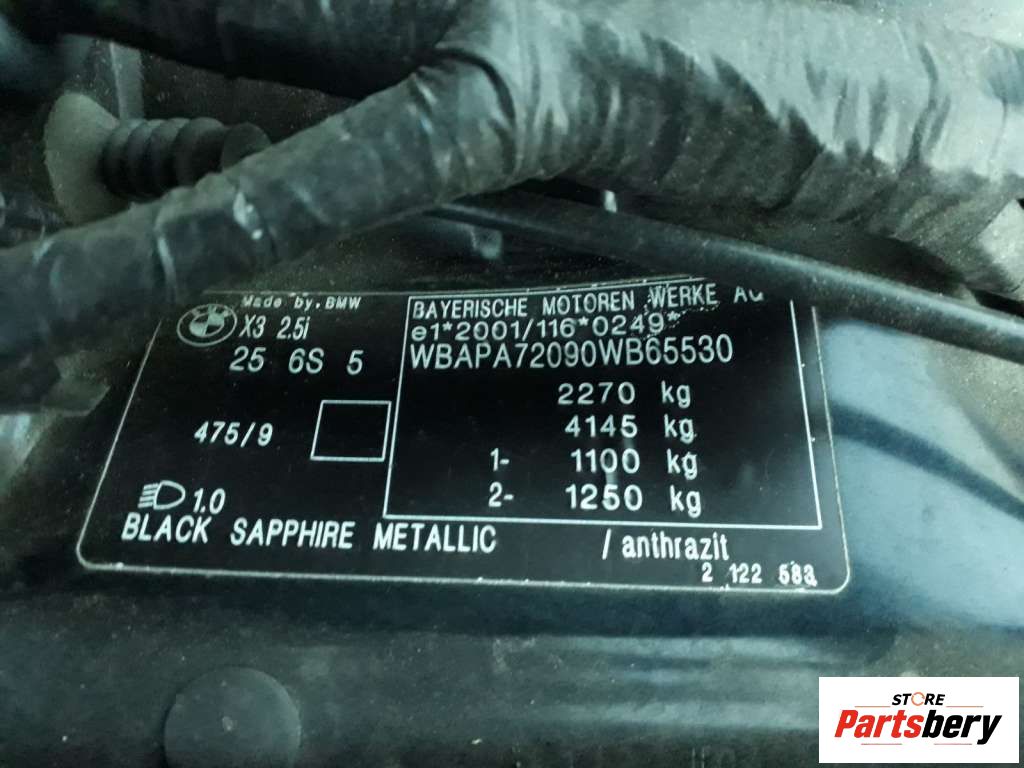 Made by. BMW
X3 2.5i
25 6S 5
475/9
1.0
BAYERISCHE MOTOREN WERKE AG
e1*2001/116*0249*
WBAPA72090WB65530
2270 kg
4145 kg
1- 1100 kg
2- 1250 kg
BLACK SAPPHIRE METALLIC / anthrazit
2 122 583
STORE
Partsbery